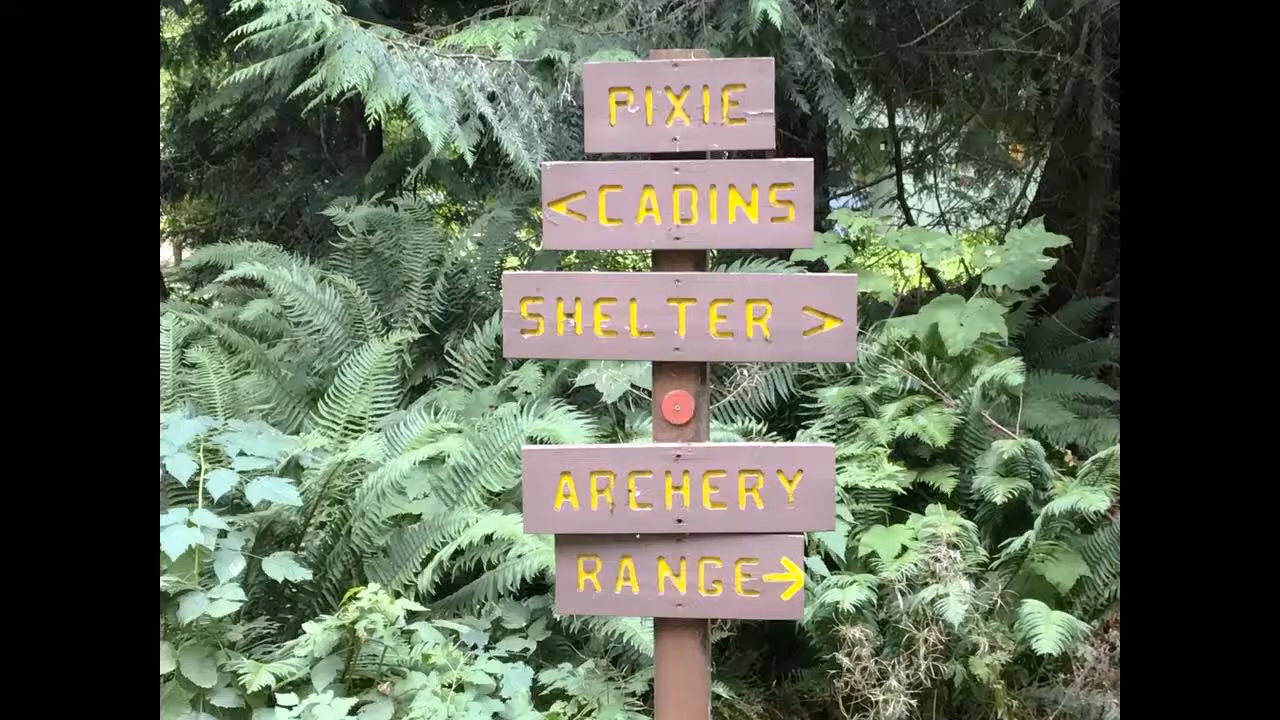 PIXIE
<CABINS
SHELTER >
ARCHERY
RANGE→